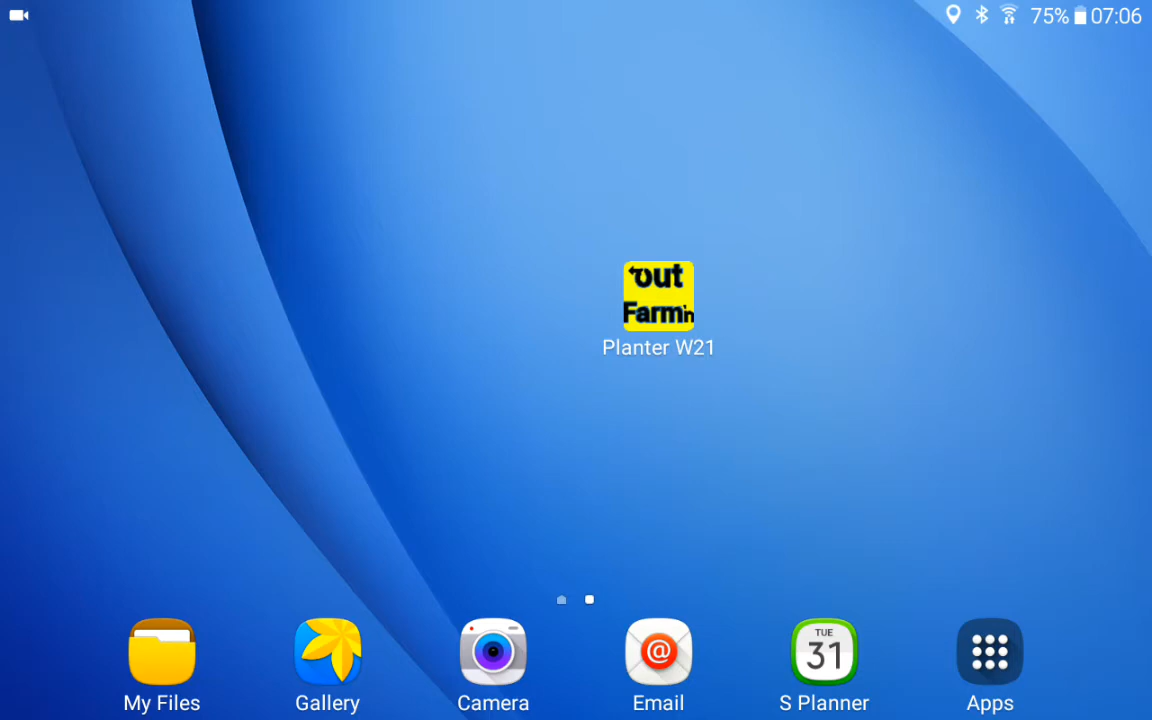 75% 07:06
out
Farm'n
Planter W21
TUE
31
@
My Files
Gallery
Camera
Email
S Planner
Apps